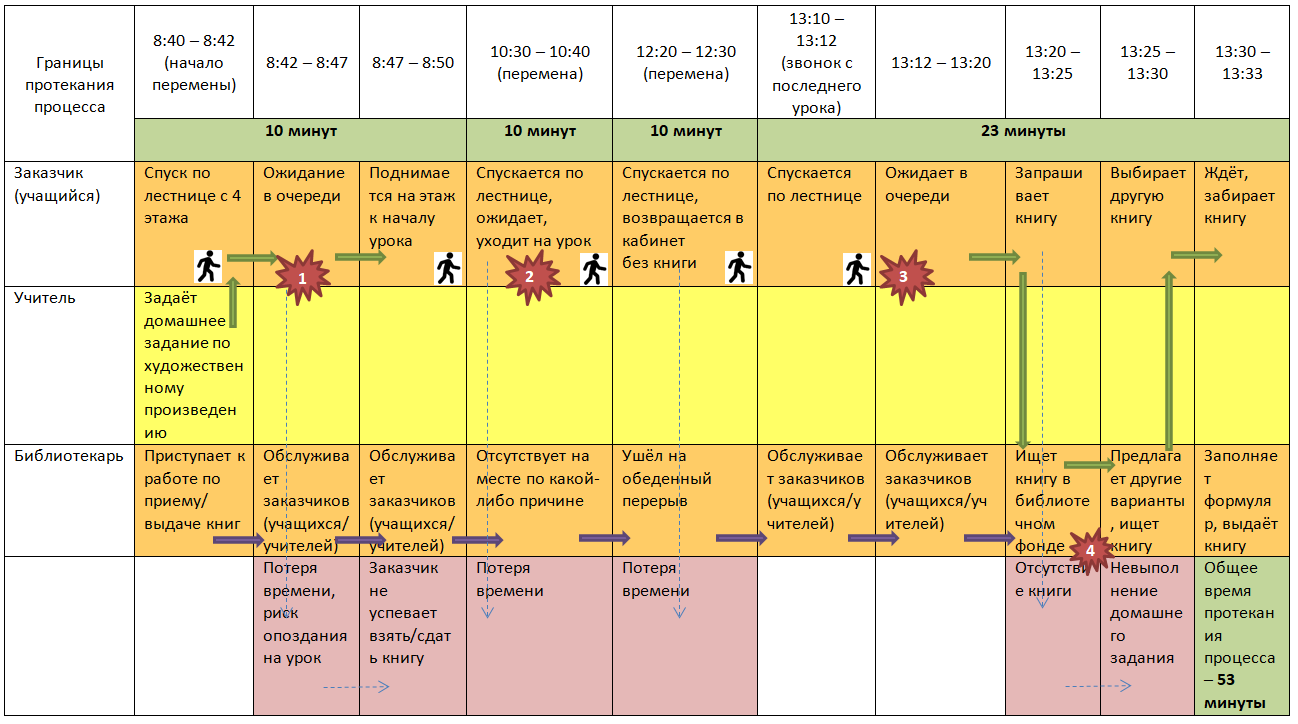 Границы
протекания
процесса
8:40 – 8:42
(начало
перемены)
8:42 – 8:47
8:47 – 8:50
10:30 – 10:40
(перемена)
12:20 – 12:30
(перемена)
13:10 –
13:12
(звонок с
последнего
урока)
13:12 – 13:20
13:20 –
13:25
13:25 –
13:30
13:30 –
13:33
10 минут
10 минут
10 минут
23 минуты
Заказчик
(учащийся)
Спуск по
лестнице с 4
этажа
Ожидание
в очереди
Поднимае
тся на этаж
к началу
урока
Спускается по
лестнице,
ожидает,
уходит на урок
Спускается по
лестнице,
возвращается в
кабинет
без книги
Спускается
по лестнице
Ожидает в
очереди
Запраши
вает
книгу
Выбирает
другую
книгу
Ждёт,
забирает
книгу
1
2
3
Учитель
Задаёт
домашнее
задание по
художествен
ному
произведен
ию
Библиотекарь
Приступает к
работе по
приему/
выдаче книг
Обслужива
ет
заказчиков
(учащихся/
учителей)
Обслужива
ет
заказчиков
(учащихся/
учителей)
Отсутствует на
месте по какой-
либо причине
Ушёл на
обеденный
перерыв
Обслуживае
т заказчиков
(учащихся/у
чителей)
Обслуживает
заказчиков
(учащихся/уч
ителей)
Ищет
книгу в
библиоте
чном
фонде
Предлага
ет другие
варианты
, ищет
книгу
Заполняе
т
формуля
р, выдаёт
книгу
4
Потеря
времени,
риск
опоздания
на урок
Заказчик
не
успевает
взять/сдат
ь книгу
Потеря
времени
Потеря
времени
Отсутстви
е книги
Невыпол
нение
домашне
го
задания
Общее
время
протекан
ия
процесса
– 53
минуты